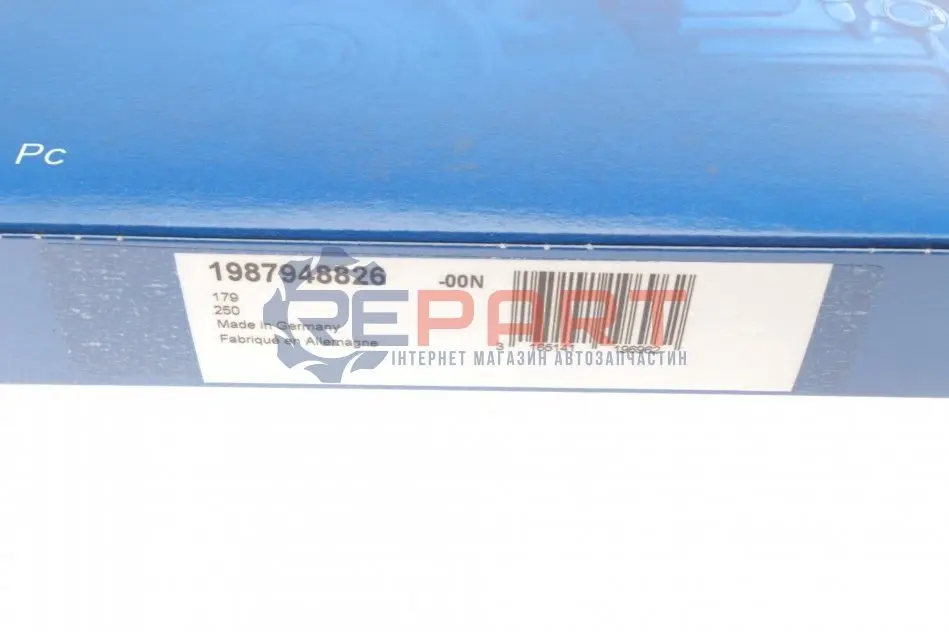 Pc
1987948826 -00N
179
250
Made in Germany
Fabriqué en Allemagne
3 165141 196962
REPART
ІНТЕРНЕТ МАГАЗИН АВТОЗАПЧАСТИН